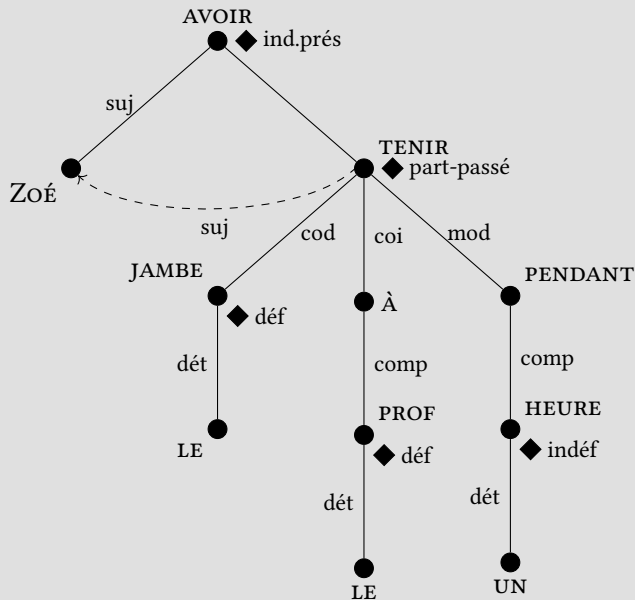 AVOIR
ind.prés
suj
TENIR
part-passé
ZOÉ
suj
cod
coi
mod
JAMBE
PENDANT
À
déf
dét
comp
comp
PROF
HEURE
LE
déf
indéf
dét
dét
LE
UN